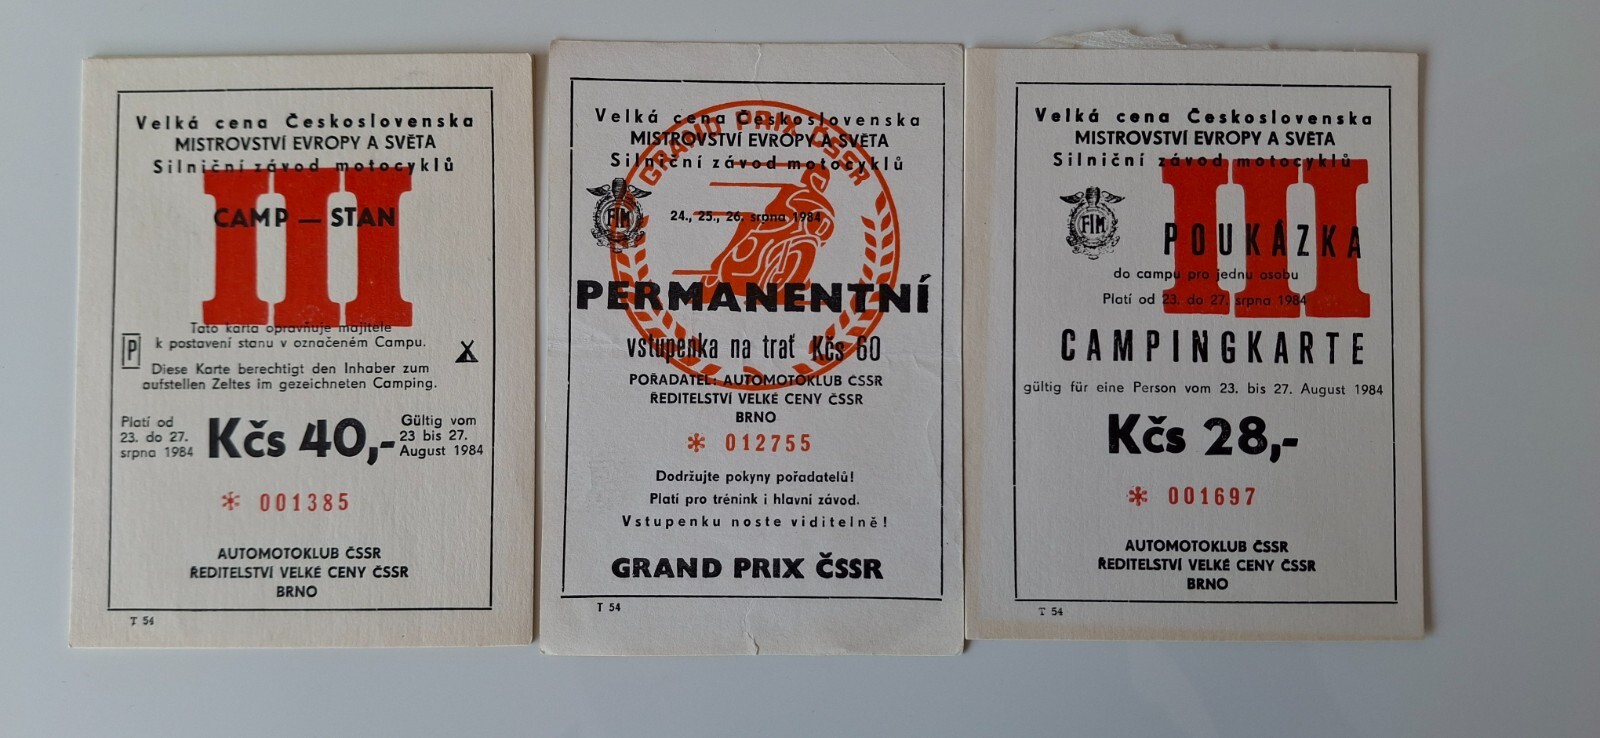 Velká cena Československa
MISTROVSTVÍ EVROPY A SVĚTA
Silniční závod motocyklů
III
CAMP — STAN
Tato karta opravňuje majitele
k postavení stanu v označeném Campu.
P
Diese Karte berechtigt den Inhaber zum
aufstellen Zeltes im gezeichneten Camping.
Platí od
23. do 27.
srpna 1984
Kčs 40,-
Gültig vom
23 bis 27.
August 1984
* 001385
AUTOMOTOKLUB ČSSR
ŘEDITELSTVÍ VELKÉ CENY ČSSR
BRNO
T 54
Velká cena Československa
MISTROVSTVÍ EVROPY A SVĚTA
Silniční závod motocyklů
GRAND PRIX ČSSR
FIM
24., 25., 26. srpna 1984
PERMANENTNÍ
vstupenka na trať Kčs 60
POŘADATEL: AUTOMOTOKLUB ČSSR
ŘEDITELSTVÍ VELKÉ CENY ČSSR
BRNO
* 012755
Dodržujte pokyny pořadatelů!
Platí pro trénink i hlavní závod.
Vstupenku noste viditelně!
GRAND PRIX ČSSR
T 54
Velká cena Československa
MISTROVSTVÍ EVROPY A SVĚTA
Silniční závod motocyklů
III
FIM
POUKÁZKA
do campu pro jednu osobu
Platí od 23. do 27. srpna 1984
CAMPINGKARTE
gültig für eine Person vom 23. bis 27. August 1984
Kčs 28,-
* 001697
AUTOMOTOKLUB ČSSR
ŘEDITELSTVÍ VELKÉ CENY ČSSR
BRNO
T 54